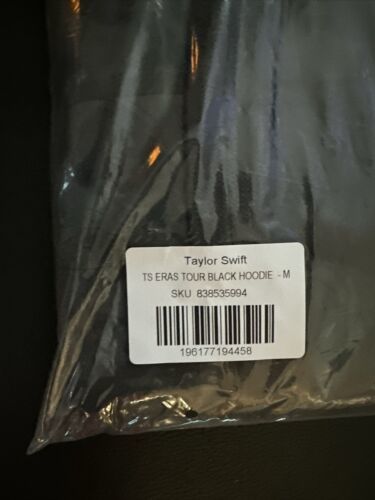 Taylor Swift
TS ERAS TOUR BLACK HOODIE - M
SKU 838535994
196177194458